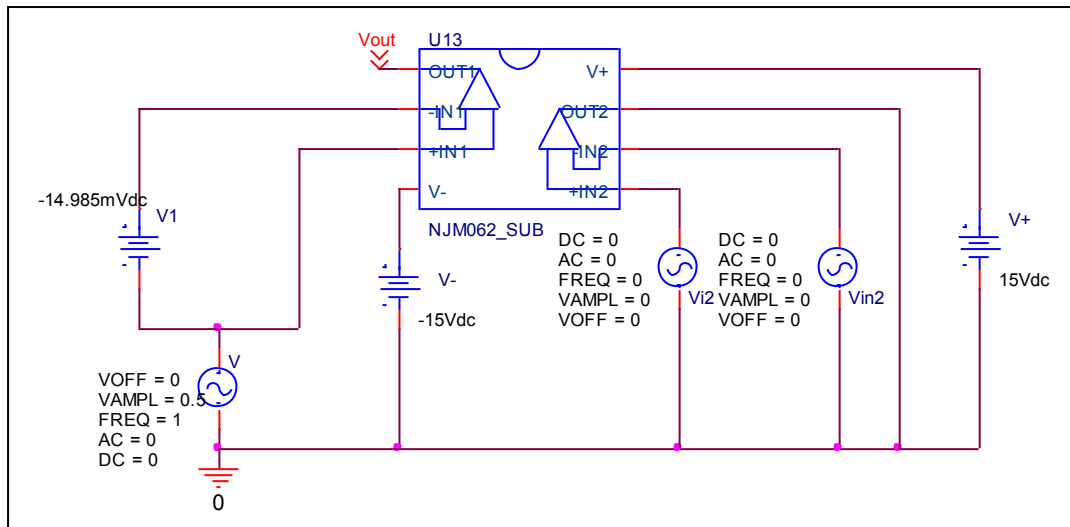 Vout
U13
OUT1
-IN1
+IN1
V-
V+
OUT2
-IN2
+IN2
NJM062_SUB
-14.985mVdc
V1
V-
-15Vdc
DC = 0
AC = 0
FREQ = 0
VAMPL = 0
VOFF = 0
Vi2
DC = 0
AC = 0
FREQ = 0
VAMPL = 0
VOFF = 0
Vin2
V+
15Vdc
V
VOFF = 0
VAMPL = 0.5
FREQ = 1
AC = 0
DC = 0
0